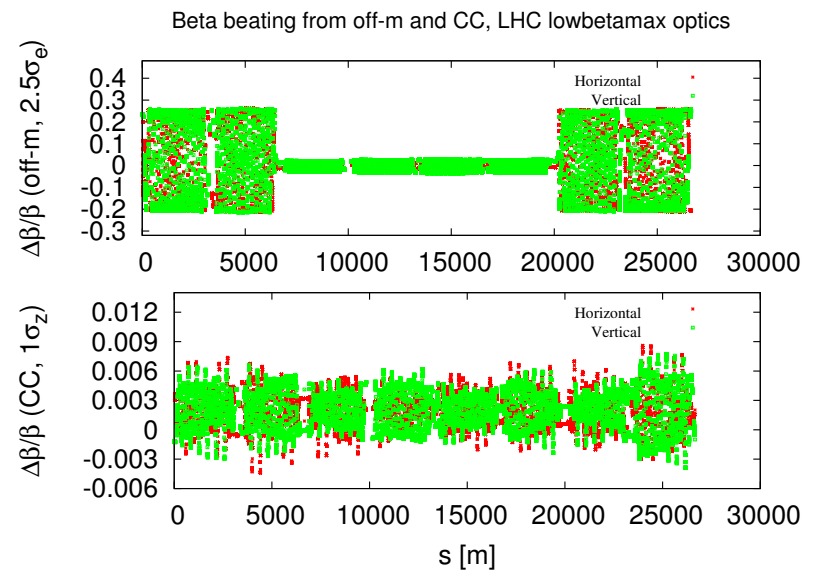 Beta beating from off-m and CC, LHC lowbetamax optics
Δβ/β (off-m, 2.5σe)
0.4
0.3
0.2
0.1
0
-0.1
-0.2
-0.3
Horizontal
Vertical
0 5000 10000 15000 20000 25000 30000
Δβ/β (CC, 1σz)
0.012
0.009
0.006
0.003
0
-0.003
-0.006
Horizontal
Vertical
0 5000 10000 15000 20000 25000 30000
s [m]